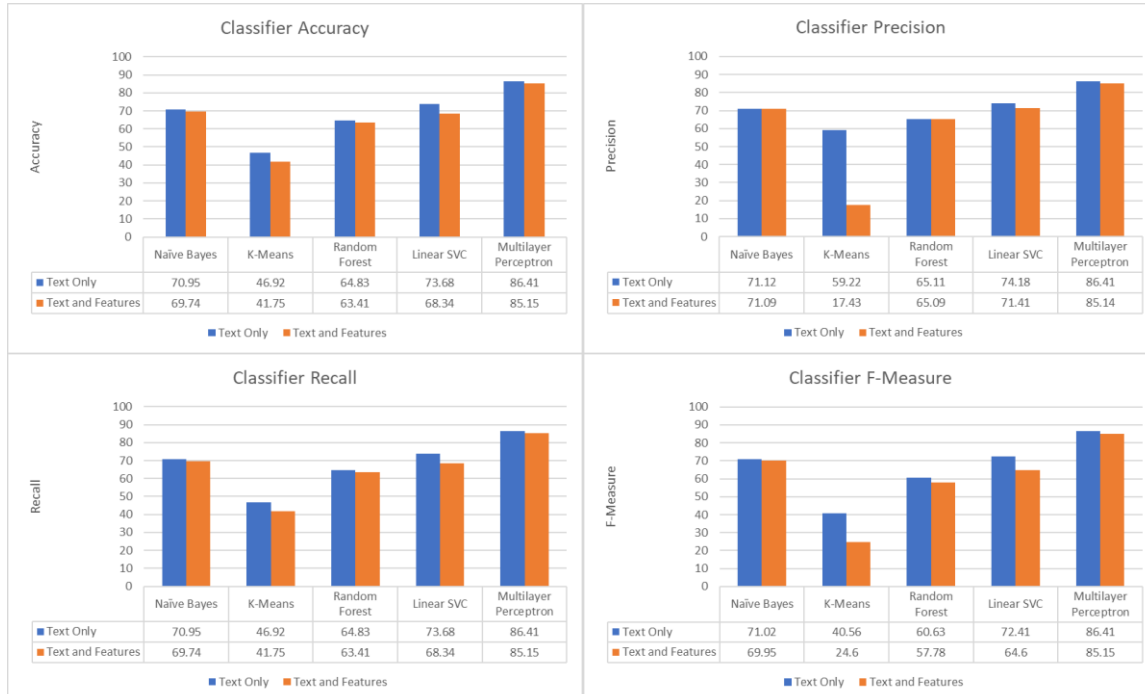 Classifier Accuracy
100
90
80
70
60
50
40
30
20
10
0
Accuracy
Naïve Bayes K-Means Random Forest Linear SVC Multilayer Perceptron
Text Only 70.95 46.92 64.83 73.68 86.41
Text and Features 69.74 41.75 63.41 68.34 85.15
Text Only Text and Features
Classifier Precision
100
90
80
70
60
50
40
30
20
10
0
Precision
Naïve Bayes K-Means Random Forest Linear SVC Multilayer Perceptron
Text Only 71.12 59.22 65.11 74.18 86.41
Text and Features 71.09 17.43 65.09 71.41 85.14
Text Only Text and Features
Classifier Recall
100
90
80
70
60
50
40
30
20
10
0
Recall
Naïve Bayes K-Means Random Forest Linear SVC Multilayer Perceptron
Text Only 70.95 46.92 64.83 73.68 86.41
Text and Features 69.74 41.75 63.41 68.34 85.15
Text Only Text and Features
Classifier F-Measure
100
90
80
70
60
50
40
30
20
10
0
F-Measure
Naïve Bayes K-Means Random Forest Linear SVC Multilayer Perceptron
Text Only 71.02 40.56 60.63 72.41 86.41
Text and Features 69.95 24.6 57.78 64.6 85.15
Text Only Text and Features